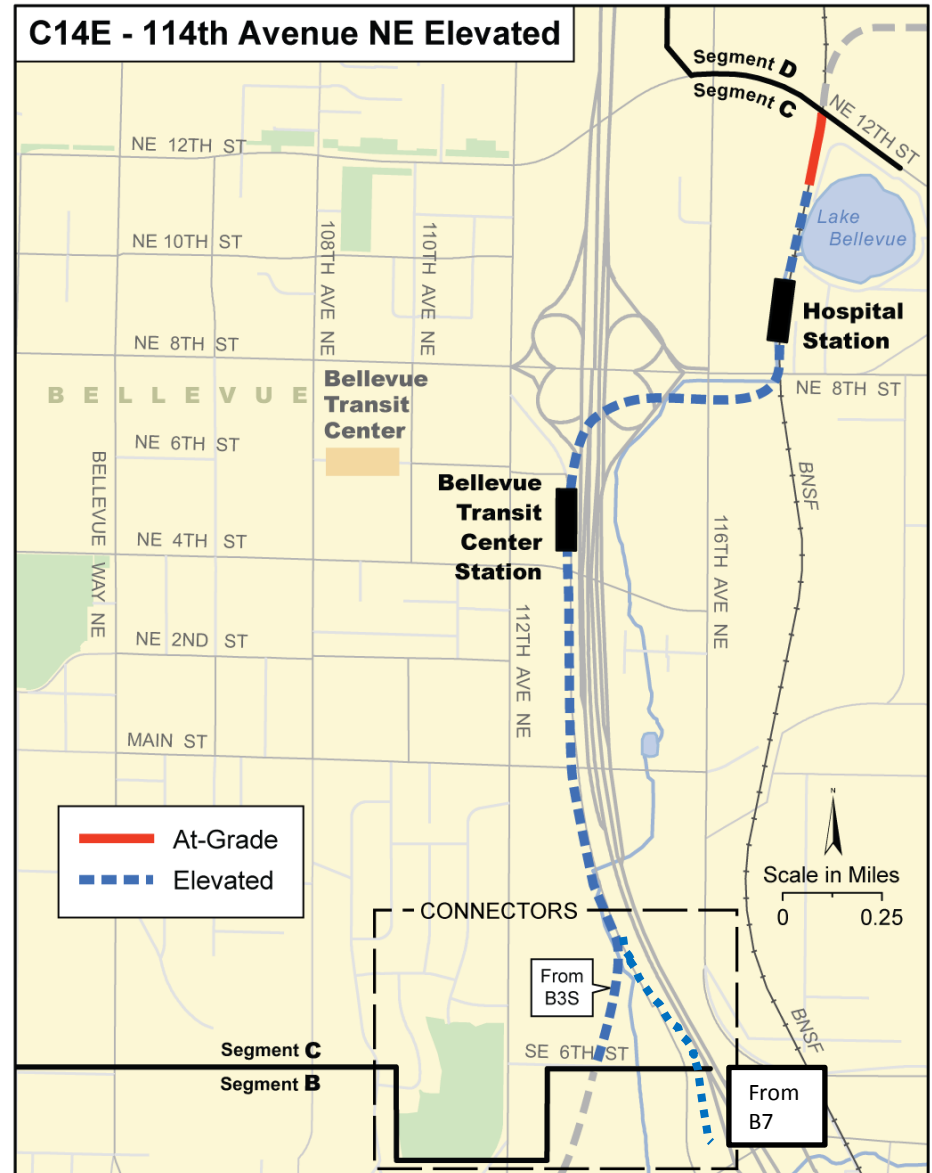 C14E - 114th Avenue NE Elevated
Segment D
Segment C
NE 12TH ST
NE 12TH ST
Lake
Bellevue
NE 10TH ST
108TH AVE NE
110TH AVE NE
Hospital
Station
NE 8TH ST
NE 8TH ST
BELLEVUE
Bellevue
Transit
Center
NE 6TH ST
BELLEVUE WAY NE
BNSF
Bellevue
Transit
Center
Station
NE 4TH ST
116TH AVE NE
112TH AVE NE
NE 2ND ST
MAIN ST
At-Grade
Elevated
N
Scale in Miles
0 0.25
CONNECTORS
From
B3S
BNSF
Segment C
Segment B
SE 6TH ST
From
B7